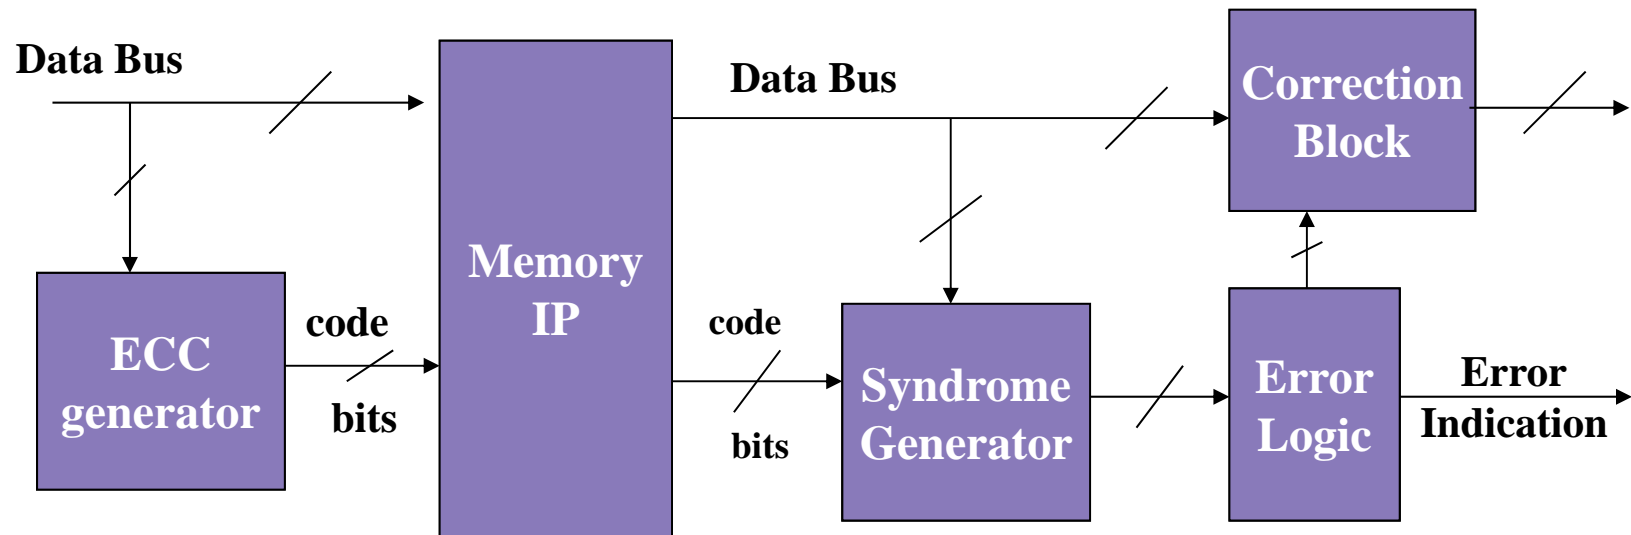 Data Bus
ECC
generator
code
bits
Memory
IP
Data Bus
code
bits
Syndrome
Generator
Correction
Block
Error
Logic
Error
Indication